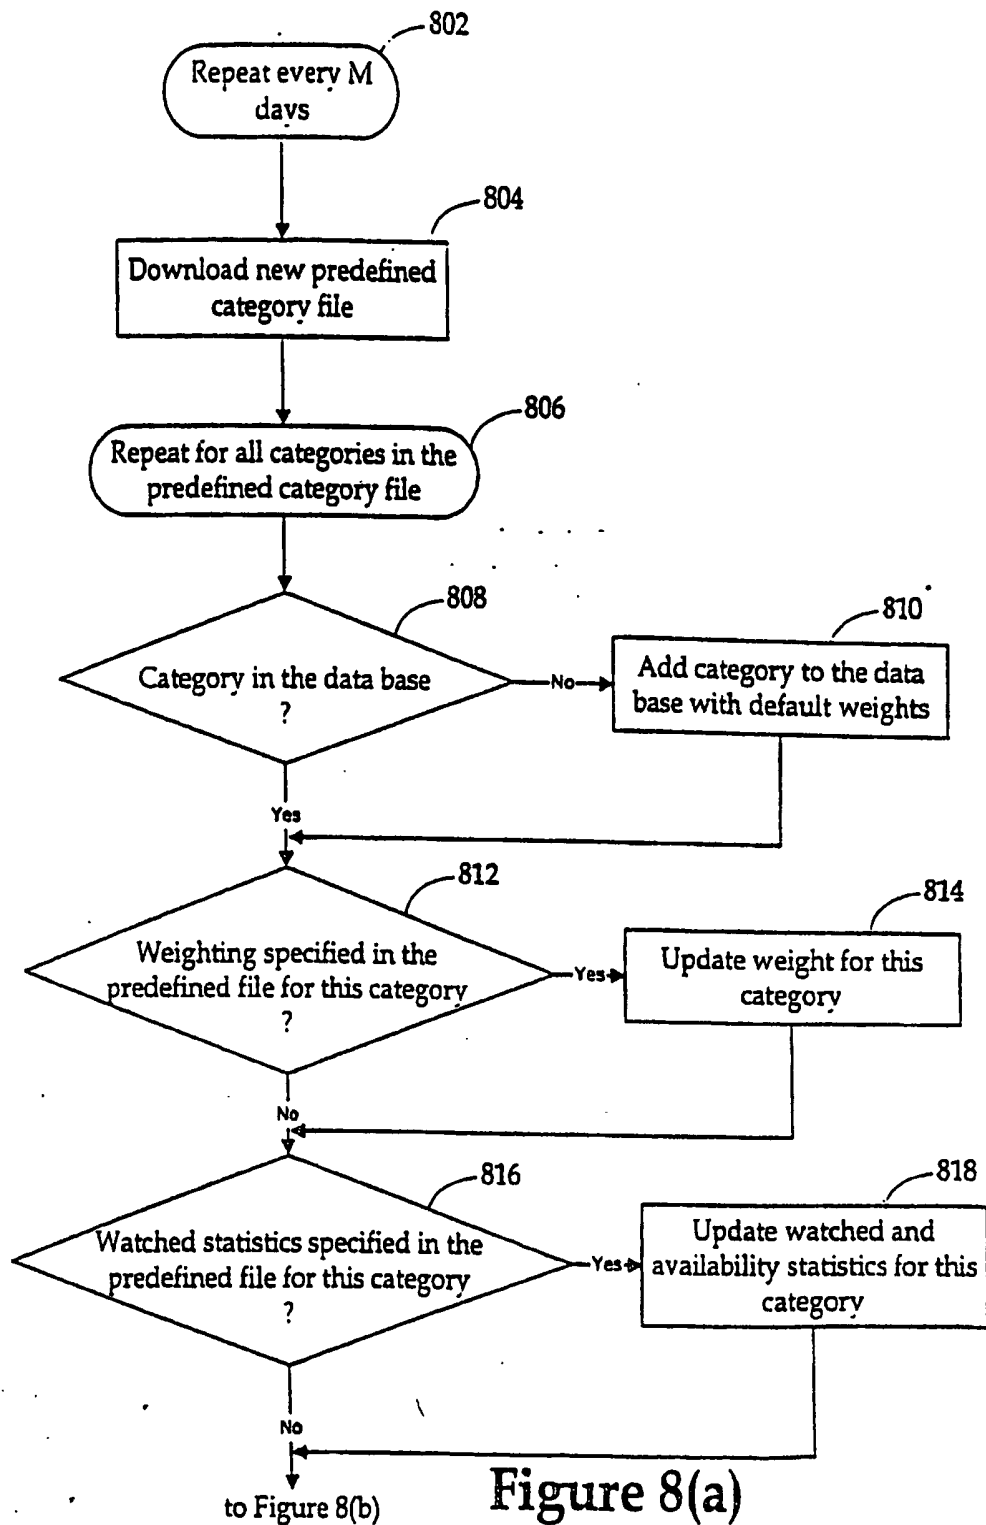 802
Repeat every M
days
804
Download new predefined
category file
806
Repeat for all categories in the
predefined category file
808
Category in the data base
?
No
810
Add category to the data
base with default weights
Yes
812
Weighting specified in the
predefined file for this category
?
Yes
814
Update weight for this
category
No
816
Watched statistics specified in the
predefined file for this category
?
Yes
818
Update watched and
availability statistics for this
category
No
to Figure 8(b)
Figure 8(a)